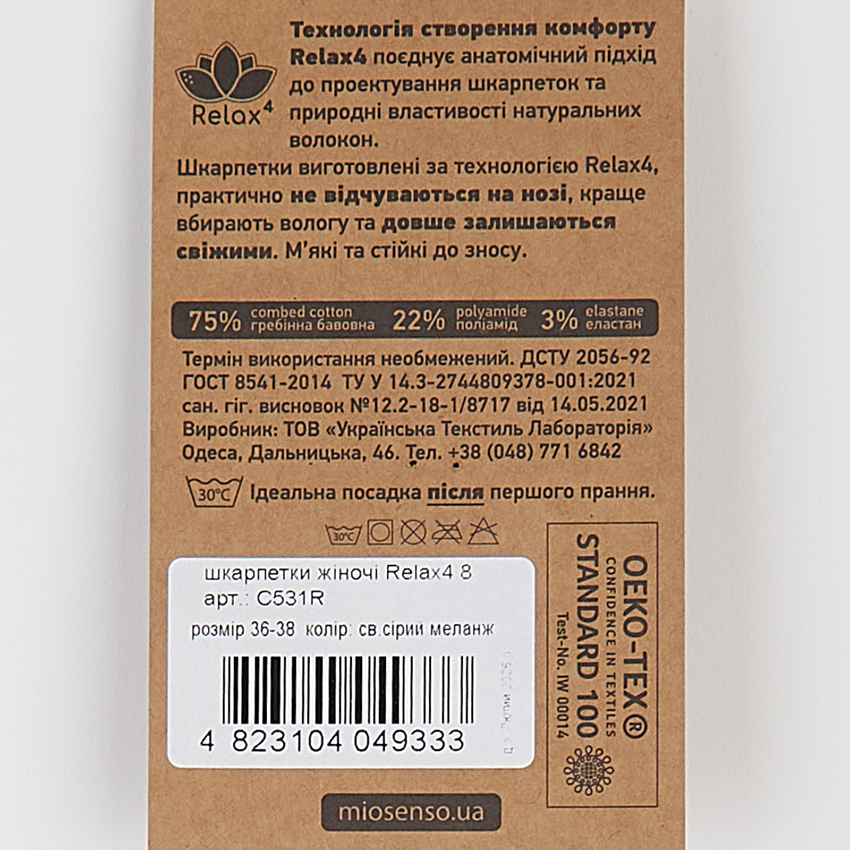 Технологія створення комфорту
Relax4 поєднує анатомічний підхід
до проектування шкарпеток та
природні властивості натуральних
волокон.
Relax4
Шкарпетки виготовлені за технологією Relax4,
практично не відчуваються на нозі, краще
вбирають вологу та довше залишаються
свіжими. М'які та стійкі до зносу.
75% combed cotton гребінна бавовна 22% polyamide поліамід 3% elastane еластан
Термін використання необмежений. ДСТУ 2056-92
ГОСТ 8541-2014 ТУ У 14.3-2744809378-001:2021
сан. гіг. висновок №12.2-18-1/8717 від 14.05.2021
Виробник: ТОВ «Українська Текстиль Лабораторія»
Одеса, Дальницька, 46. Тел. +38 (048) 771 6842
30°C Ідеальна посадка після першого прання.
30°C
шкарпетки жіночі Relax4 8
арт.: C531R
розмір 36-38 колір: св.сірий меланж
4 823104 049333
OEKO-TEX®
CONFIDENCE IN TEXTILES
STANDARD 100
Test-No. IW 00014
miosenso.ua